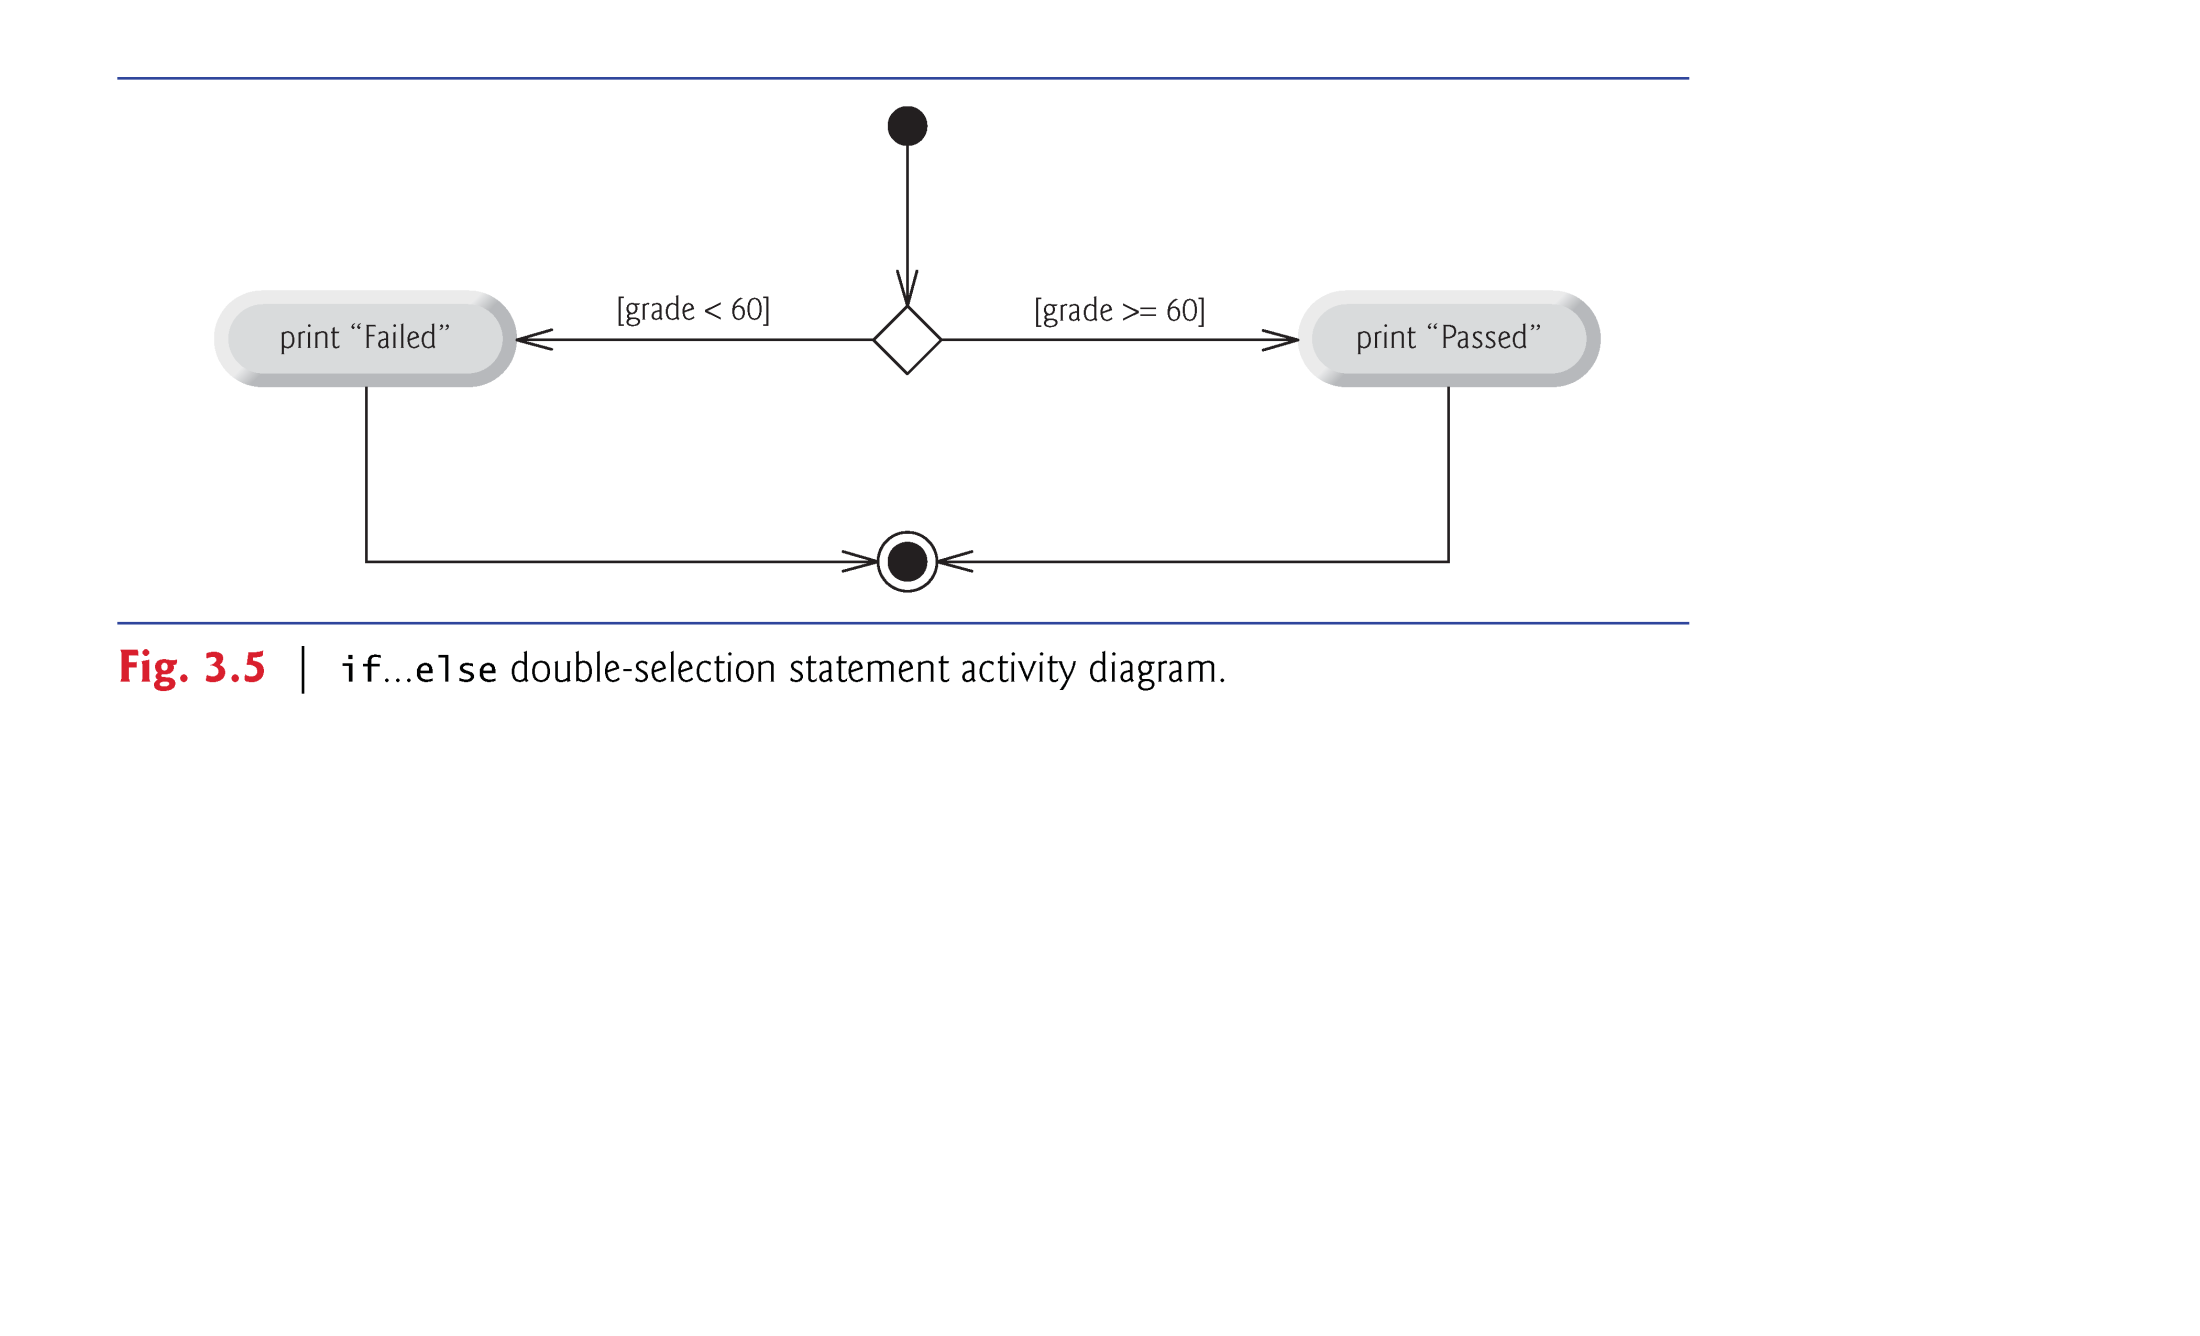 [grade < 60]
[grade >= 60]
print “Failed”
print “Passed”
Fig. 3.5 | if...else double-selection statement activity diagram.